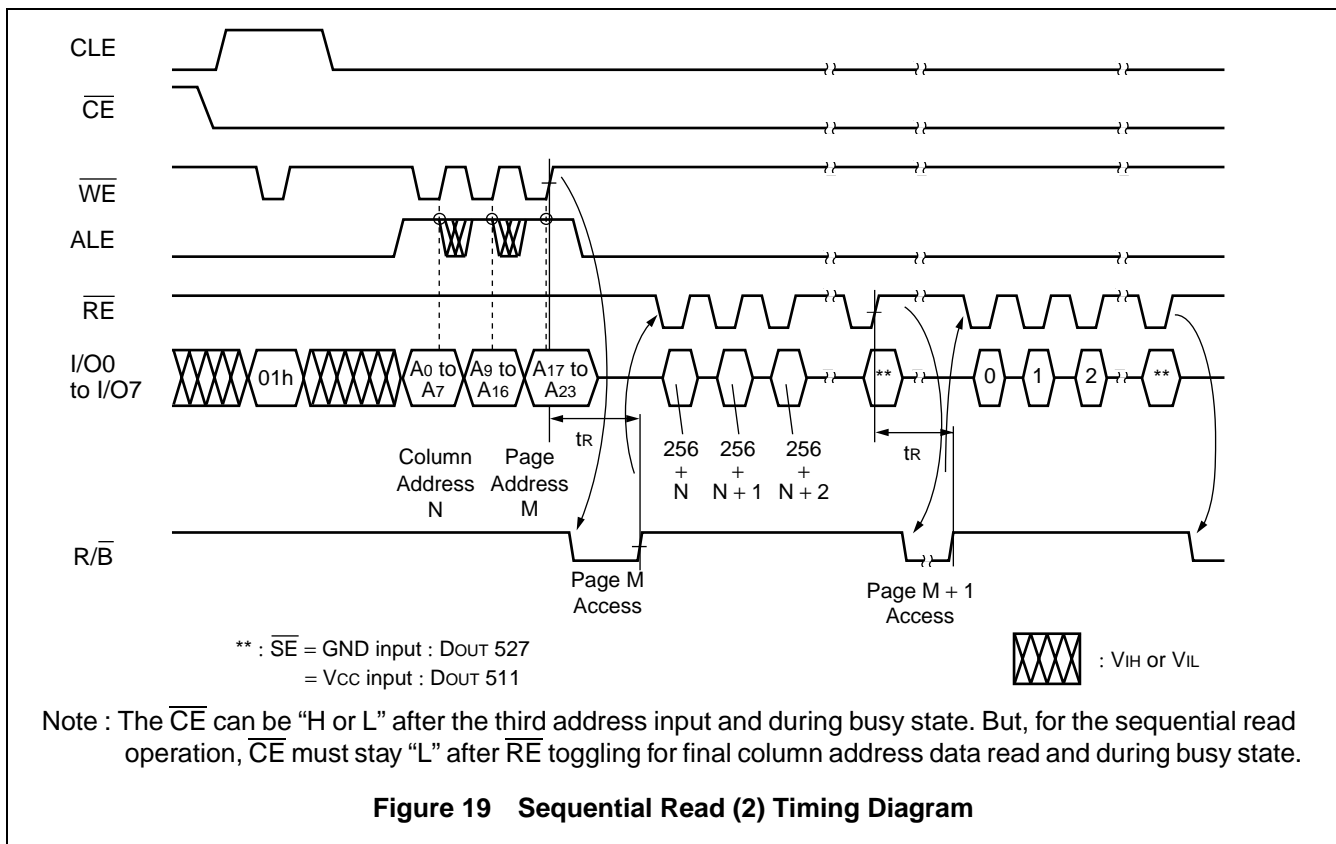 CLE
CE
WE
ALE
RE
I/O0
to I/O7
01h
A0 to
A7
A9 to
A16
A17 to
A23
**
0
1
2
**
tR
tR
Column
Address
N
Page
Address
M
256
+
N
256
+
N + 1
256
+
N + 2
R/B
Page M
Access
Page M + 1
Access
** : SE = GND input : DOUT 527
= VCC input : DOUT 511
: VIH or VIL
Note : The CE can be “H or L” after the third address input and during busy state. But, for the sequential read
operation, CE must stay “L” after RE toggling for final column address data read and during busy state.
Figure 19 Sequential Read (2) Timing Diagram